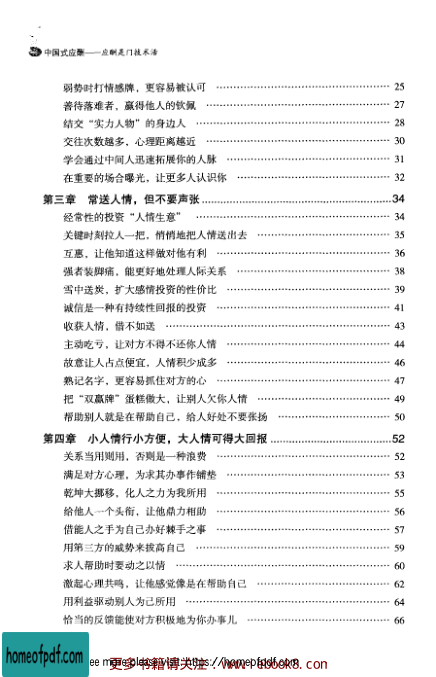 中国式应酬——应酬是门技术活
弱势时打情感牌，更容易被认可 25
善待落难者，赢得他人的钦佩 27
结交“实力人物”的身边人 28
交往次数越多，心理距离越近 30
学会通过中间人迅速拓展你的人脉 31
在重要的场合曝光，让更多人认识你 32
第三章 常送人情，但不要声张 34
经常性的投资“人情生意” 34
关键时刻拉人一把，悄悄地把人情送出去 35
互惠，让他知道这样做对他有利 36
强者装脚痛，能更好地处理人际关系 38
雪中送炭，扩大感情投资的性价比 39
诚信是一种有持续性回报的投资 41
收获人情，借不如送 43
主动吃亏，让对方不得不还你人情 44
故意让人占点便宜，人情积少成多 46
熟记名字，更容易抓住对方的心 47
把“双赢牌”蛋糕做大，让别人欠你人情 49
帮助别人就是在帮助自己，给人好处不要张扬 50
第四章 小人情行小方便，大人情可得大回报 52
关系当用则用，否则是一种浪费 52
满足对方心理，为求其办事作铺垫 53
乾坤大挪移，化人之力为我所用 55
给他人一个头衔，让他鼎力相助 56
借能人之手为自己办好棘手之事 57
用第三方的威势来拔高自己 59
求人帮助时要动之以情 60
激起心理共鸣，让他感觉像是在帮助自己 62
用利益驱动别人为己所用 64
恰当的反馈能使对方积极地为你办事儿 66
homeofpdf.com
更多书籍请关注：www.rebook8.com
https://homeofpdf.com